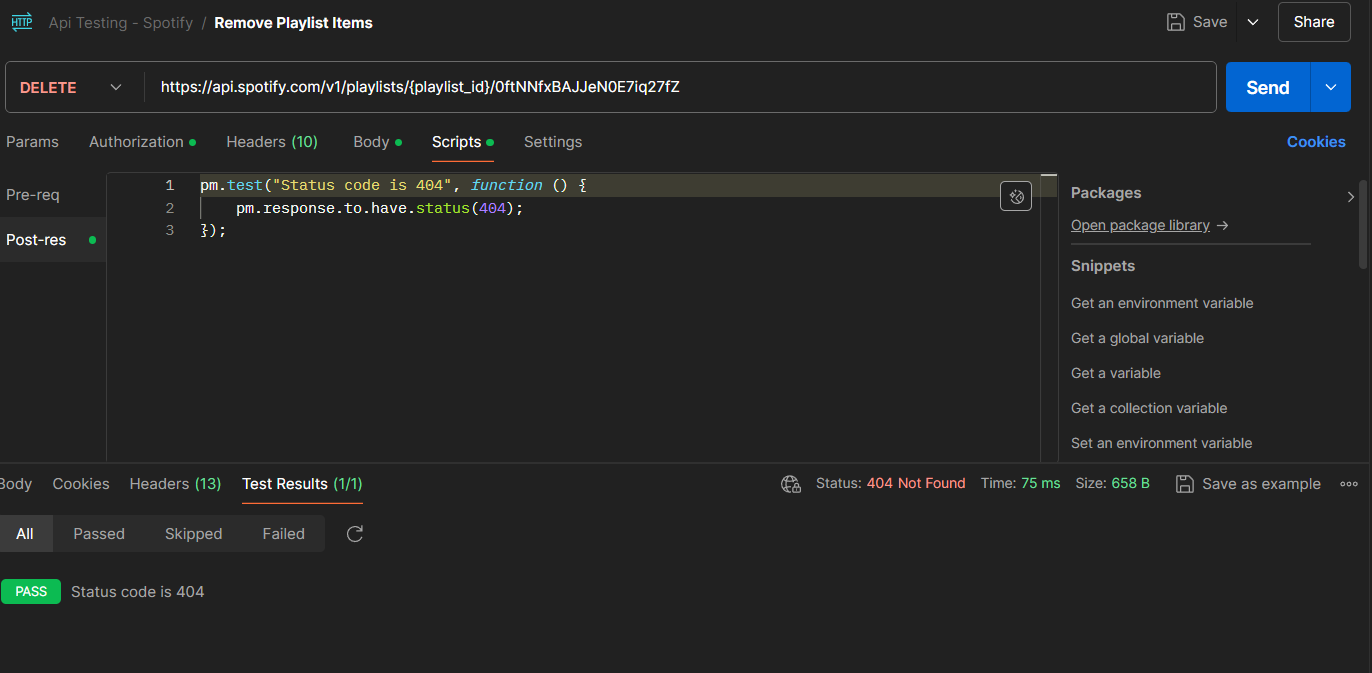 HTTP Api Testing - Spotify / Remove Playlist Items Save Share
DELETE https://api.spotify.com/v1/playlists/{playlist_id}/0ftNNfxBAJJeN0E7iq27fZ Send
Params Authorization Headers (10) Body Scripts Settings Cookies
Pre-req
Post-res
1 pm.test("Status code is 404", function () {
2 pm.response.to.have.status(404);
3 });
Packages
Open package library →
Snippets
Get an environment variable
Get a global variable
Get a variable
Get a collection variable
Set an environment variable
Body Cookies Headers (13) Test Results (1/1) Status: 404 Not Found Time: 75 ms Size: 658 B Save as example
All Passed Skipped Failed
PASS Status code is 404